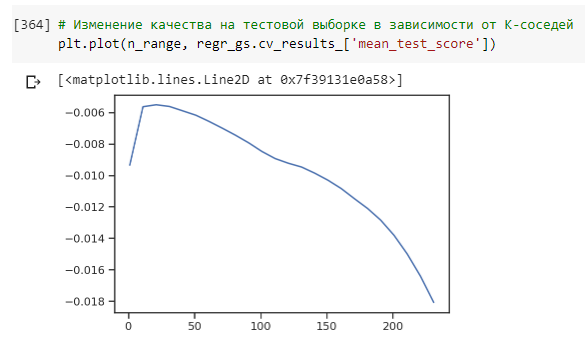 [364] # Изменение качества на тестовой выборке в зависимости от К-соседей
plt.plot(n_range, regr_gs.cv_results_['mean_test_score'])
[<matplotlib.lines.Line2D at 0x7f39131e0a58>]
−0.006
−0.008
−0.010
−0.012
−0.014
−0.016
−0.018
0 50 100 150 200